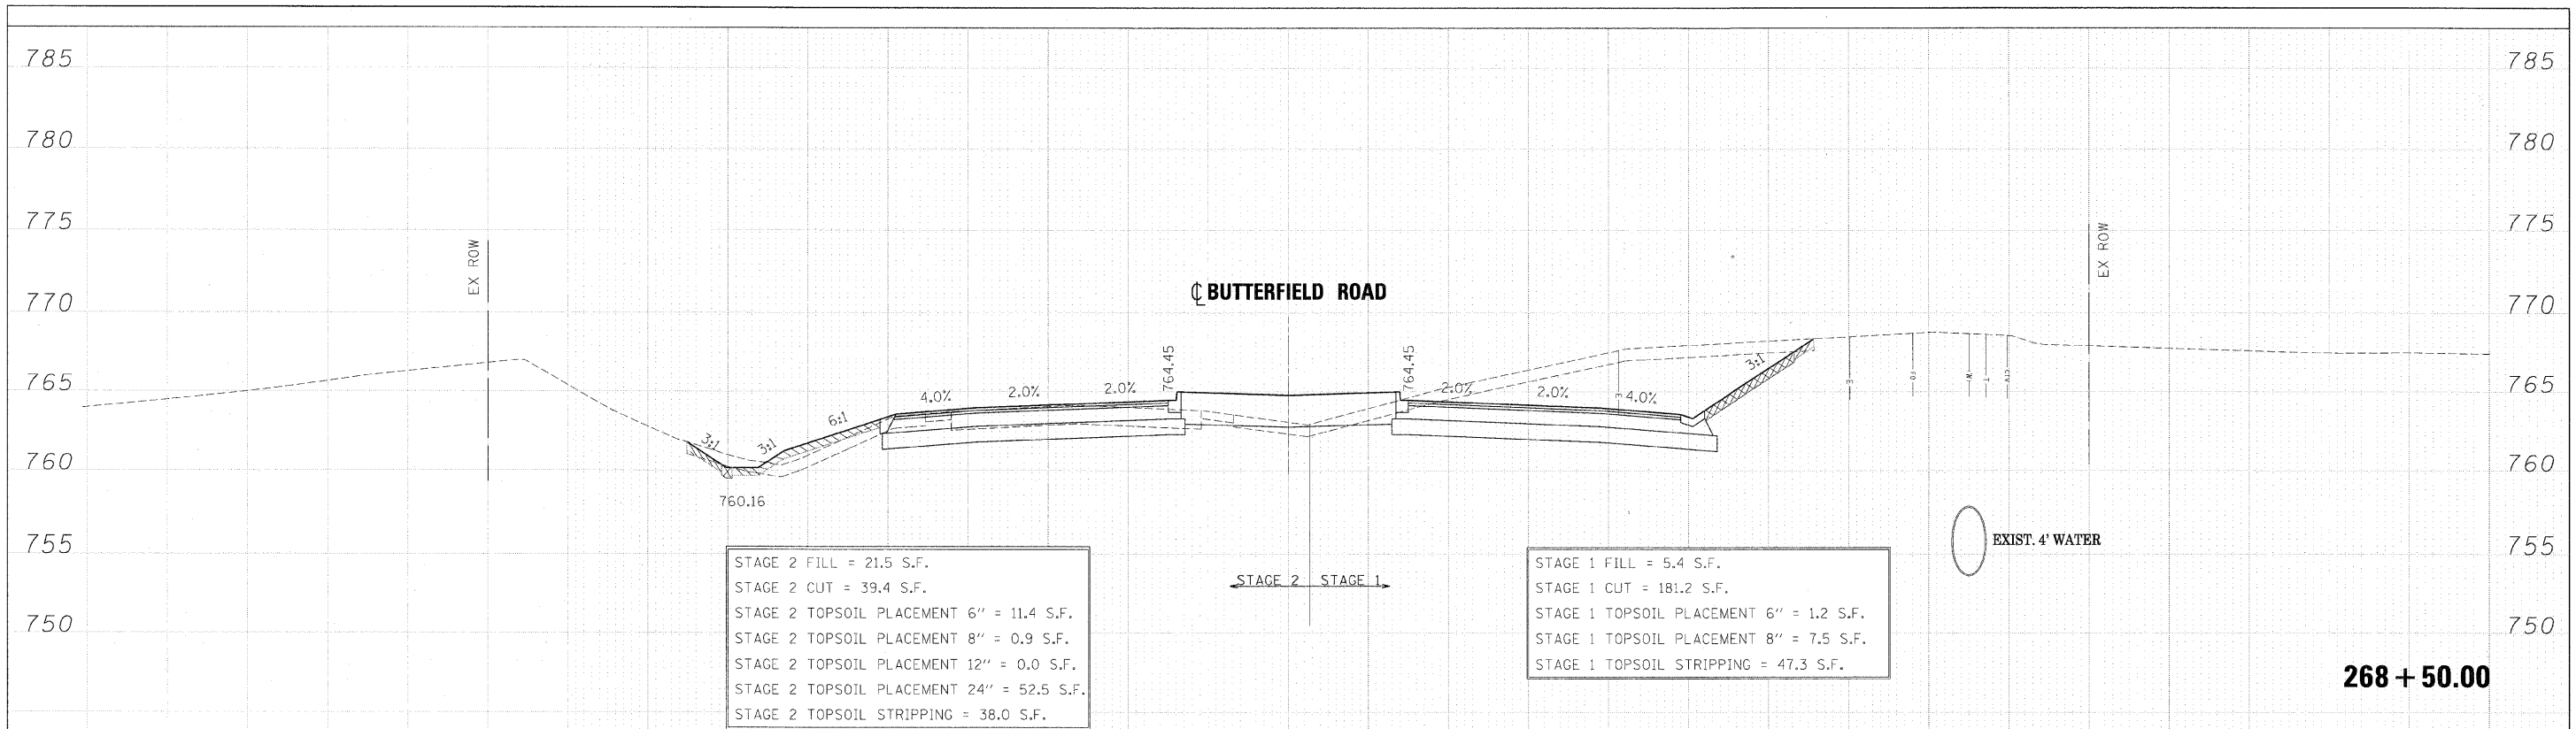 785 785
780 780
775 775
EX ROW EX ROW
770 ℄ BUTTERFIELD ROAD 770
764.45 764.45
765 765
4.0% 2.0% 2.0% 2.0% 2.0% 4.0%
3:1 3:1 6:1 3:1
E FO W T CTV
760 760
760.16
755 EXIST. 4' WATER 755
STAGE 2 STAGE 1
STAGE 2 FILL = 21.5 S.F.
STAGE 2 CUT = 39.4 S.F.
STAGE 2 TOPSOIL PLACEMENT 6'' = 11.4 S.F.
STAGE 2 TOPSOIL PLACEMENT 8'' = 0.9 S.F.
STAGE 2 TOPSOIL PLACEMENT 12'' = 0.0 S.F.
STAGE 2 TOPSOIL PLACEMENT 24'' = 52.5 S.F.
STAGE 2 TOPSOIL STRIPPING = 38.0 S.F.
STAGE 1 FILL = 5.4 S.F.
STAGE 1 CUT = 181.2 S.F.
STAGE 1 TOPSOIL PLACEMENT 6'' = 1.2 S.F.
STAGE 1 TOPSOIL PLACEMENT 8'' = 7.5 S.F.
STAGE 1 TOPSOIL STRIPPING = 47.3 S.F.
750 750
268 + 50.00